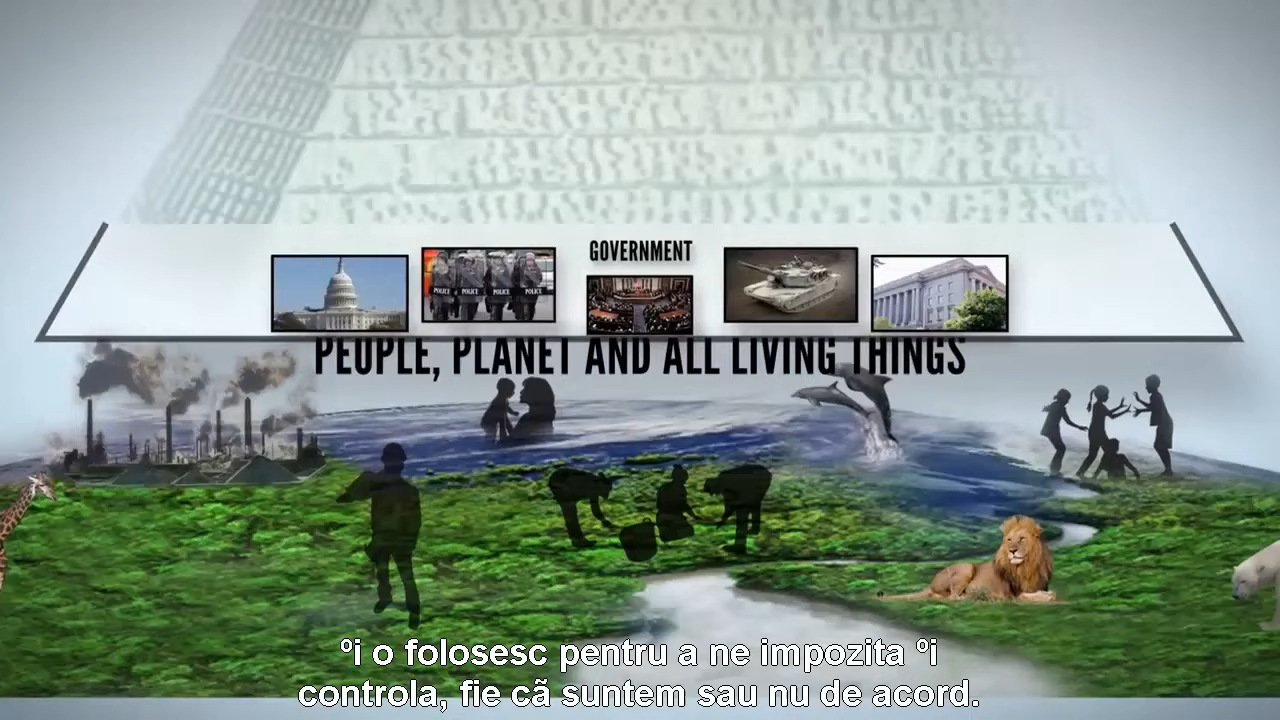 GOVERNMENT
POLICE POLICE POLICE POLICE
PEOPLE, PLANET AND ALL LIVING THINGS
ºi o folosesc pentru a ne impozita ºi
controla, fie cã suntem sau nu de acord.